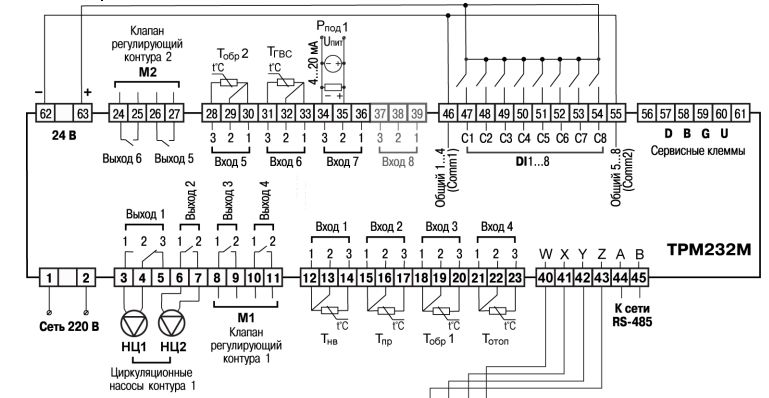 Клапан
регулирующий
контура 2
M2
Tобр 2
t°C
TГВС
t°C
Pпод 1
Uпит
4...20 мА
– +
– +
62 63 24 25 26 27 28 29 30 31 32 33 34 35 36 37 38 39 46 47 48 49 50 51 52 53 54 55 56 57 58 59 60 61
24 В
3 2 1 3 2 1 3 2 1 3 2 1
C1 C2 C3 C4 C5 C6 C7 C8
D B G U
Выход 6 Выход 5
Вход 5 Вход 6 Вход 7 Вход 8
DI1...8
Сервисные клеммы
Общий 1...4
(Comm1)
Общий 5...8
(Comm2)
Выход 1
Выход 2
Выход 3
Выход 4
Вход 1 Вход 2 Вход 3 Вход 4
ТРМ232М
1 2 3 1 2 1 2 1 2 1 2 3 1 2 3 1 2 3 1 2 3 W X Y Z A B
1 2 3 4 5 6 7 8 9 10 11 12 13 14 15 16 17 18 19 20 21 22 23 40 41 42 43 44 45
Сеть 220 В
НЦ1 НЦ2
Циркуляционные
насосы контура 1
M1
Клапан
регулирующий
контура 1
t°C t°C t°C t°C
Tнв Tпр Tобр 1 Tотоп
К сети
RS-485